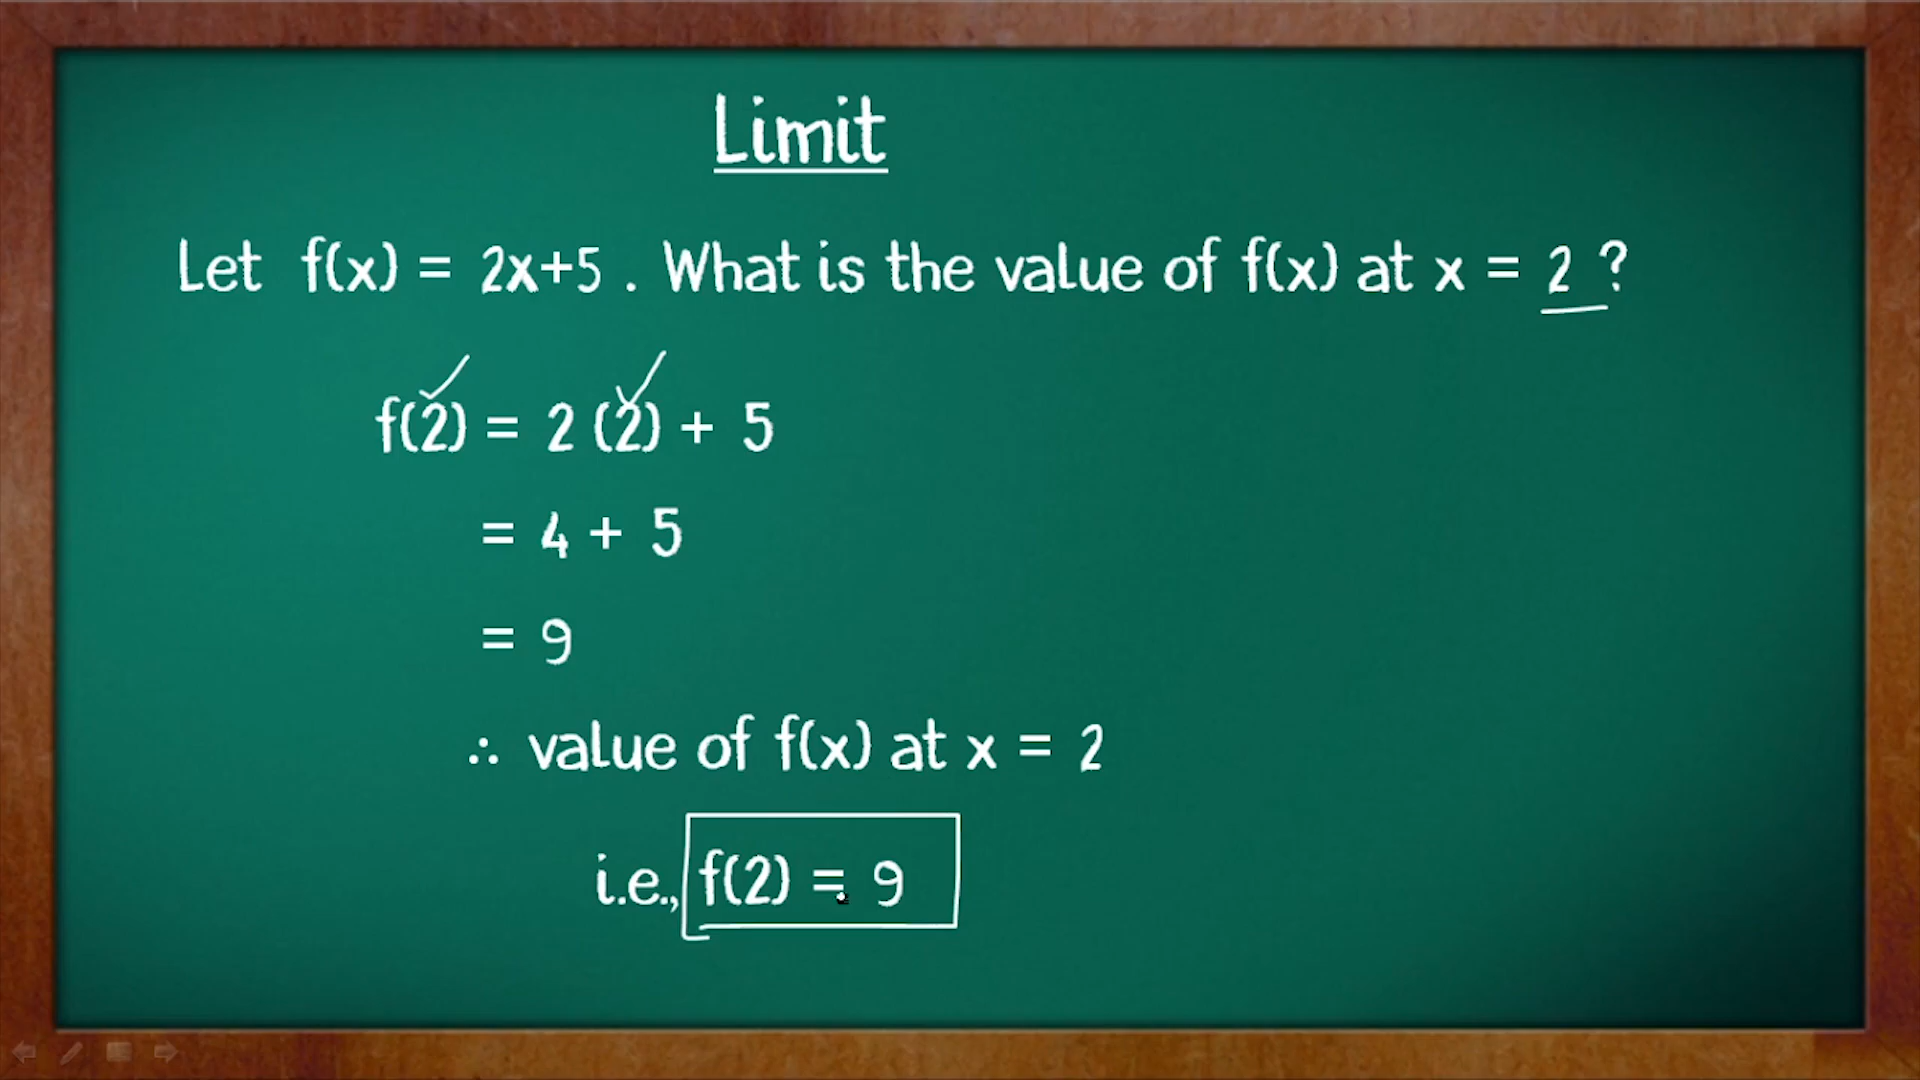 Limit
Let f(x) = 2x+5 . What is the value of f(x) at x = 2 ?
f(2) = 2 (2) + 5
= 4 + 5
= 9
∴ value of f(x) at x = 2
i.e., f(2) = 9